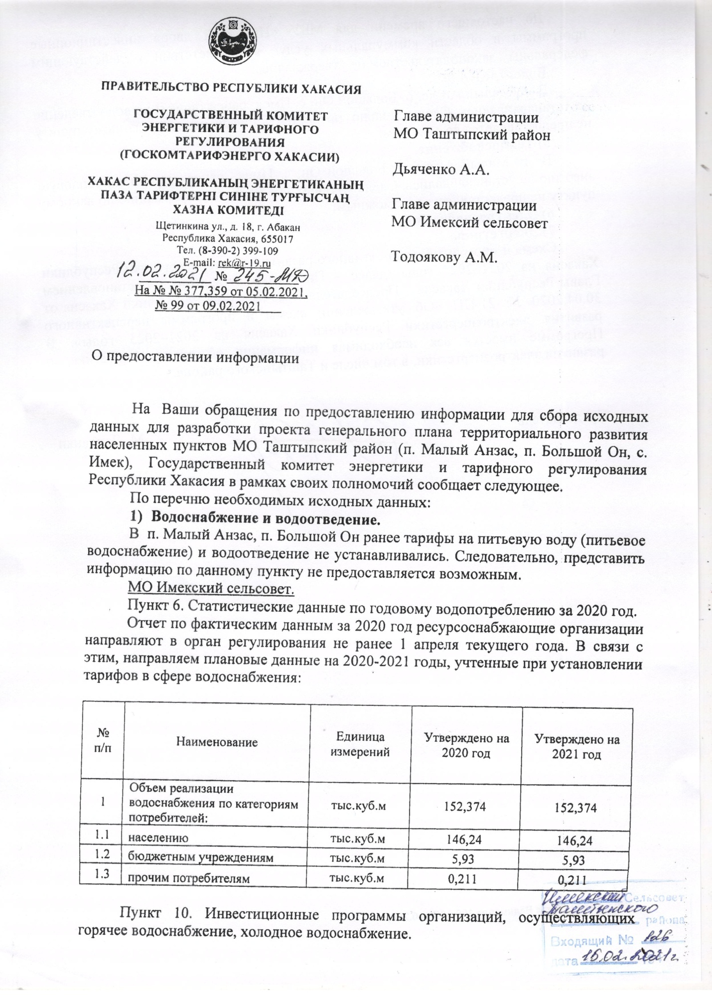 ПРАВИТЕЛЬСТВО РЕСПУБЛИКИ ХАКАСИЯ
ГОСУДАРСТВЕННЫЙ КОМИТЕТ
ЭНЕРГЕТИКИ И ТАРИФНОГО
РЕГУЛИРОВАНИЯ
(ГОСКОМТАРИФЭНЕРГО ХАКАСИИ)
ХАКАС РЕСПУБЛИКАНЫҢ ЭНЕРГЕТИКАНЫҢ
ПАЗА ТАРИФТЕРНІ СИНІНЕ ТУРҒЫСЧАҢ
ХАЗНА КОМИТЕДІ
Щетинкина ул., д. 18, г. Абакан
Республика Хакасия, 655017
Тел. (8-390-2) 399-109
E-mail: rek@r-19.ru
12.02.2021 № 245-МД
На № № 377,359 от 05.02.2021,
№ 99 от 09.02.2021
Главе администрации
МО Таштыпский район
Дьяченко А.А.
Главе администрации
МО Имексий сельсовет
Тодоякову А.М.
О предоставлении информации
На Ваши обращения по предоставлению информации для сбора исходных
данных для разработки проекта генерального плана территориального развития
населенных пунктов МО Таштыпский район (п. Малый Анзас, п. Большой Он, с.
Имек), Государственный комитет энергетики и тарифного регулирования
Республики Хакасия в рамках своих полномочий сообщает следующее.
По перечню необходимых исходных данных:
1) Водоснабжение и водоотведение.
В п. Малый Анзас, п. Большой Он ранее тарифы на питьевую воду (питьевое
водоснабжение) и водоотведение не устанавливались. Следовательно, представить
информацию по данному пункту не предоставляется возможным.
МО Имекский сельсовет.
Пункт 6. Статистические данные по годовому водопотреблению за 2020 год.
Отчет по фактическим данным за 2020 год ресурсоснабжающие организации
направляют в орган регулирования не ранее 1 апреля текущего года. В связи с
этим, направляем плановые данные на 2020-2021 годы, учтенные при установлении
тарифов в сфере водоснабжения:
№ п/п Наименование Единица измерений Утверждено на 2020 год Утверждено на 2021 год
1 Объем реализации водоснабжения по категориям потребителей: тыс.куб.м 152,374 152,374
1.1 населению тыс.куб.м 146,24 146,24
1.2 бюджетным учреждениям тыс.куб.м 5,93 5,93
1.3 прочим потребителям тыс.куб.м 0,211 0,211
Пункт 10. Инвестиционные программы организаций, осуществляющих
горячее водоснабжение, холодное водоснабжение.
Имекский Сельсовет
Таштыпского района
Входящий № 126
дата 15.02.2021г.